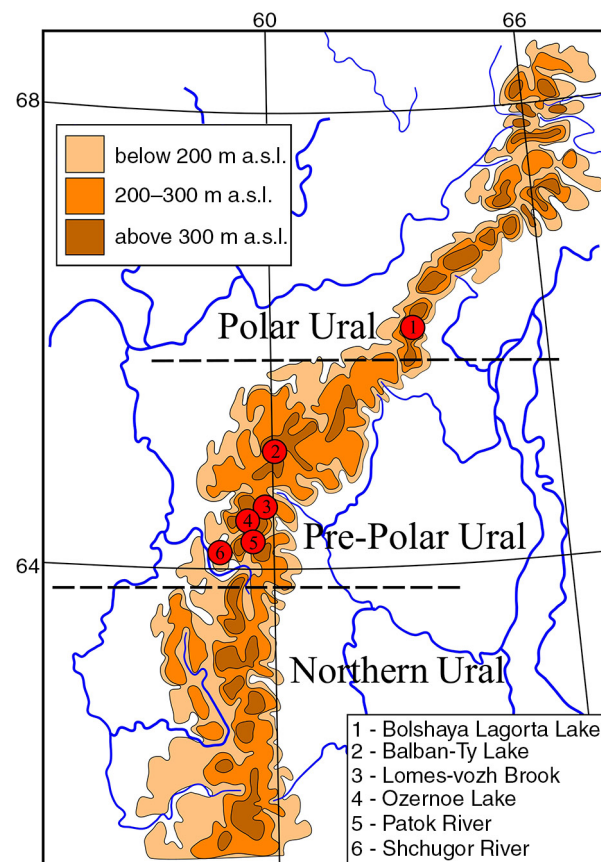 60 66
68
below 200 m a.s.l.
200–300 m a.s.l.
above 300 m a.s.l.
Polar Ural
1
2
3
4
5
6
Pre-Polar Ural
64
Northern Ural
1 - Bolshaya Lagorta Lake
2 - Balban-Ty Lake
3 - Lomes-vozh Brook
4 - Ozernoe Lake
5 - Patok River
6 - Shchugor River